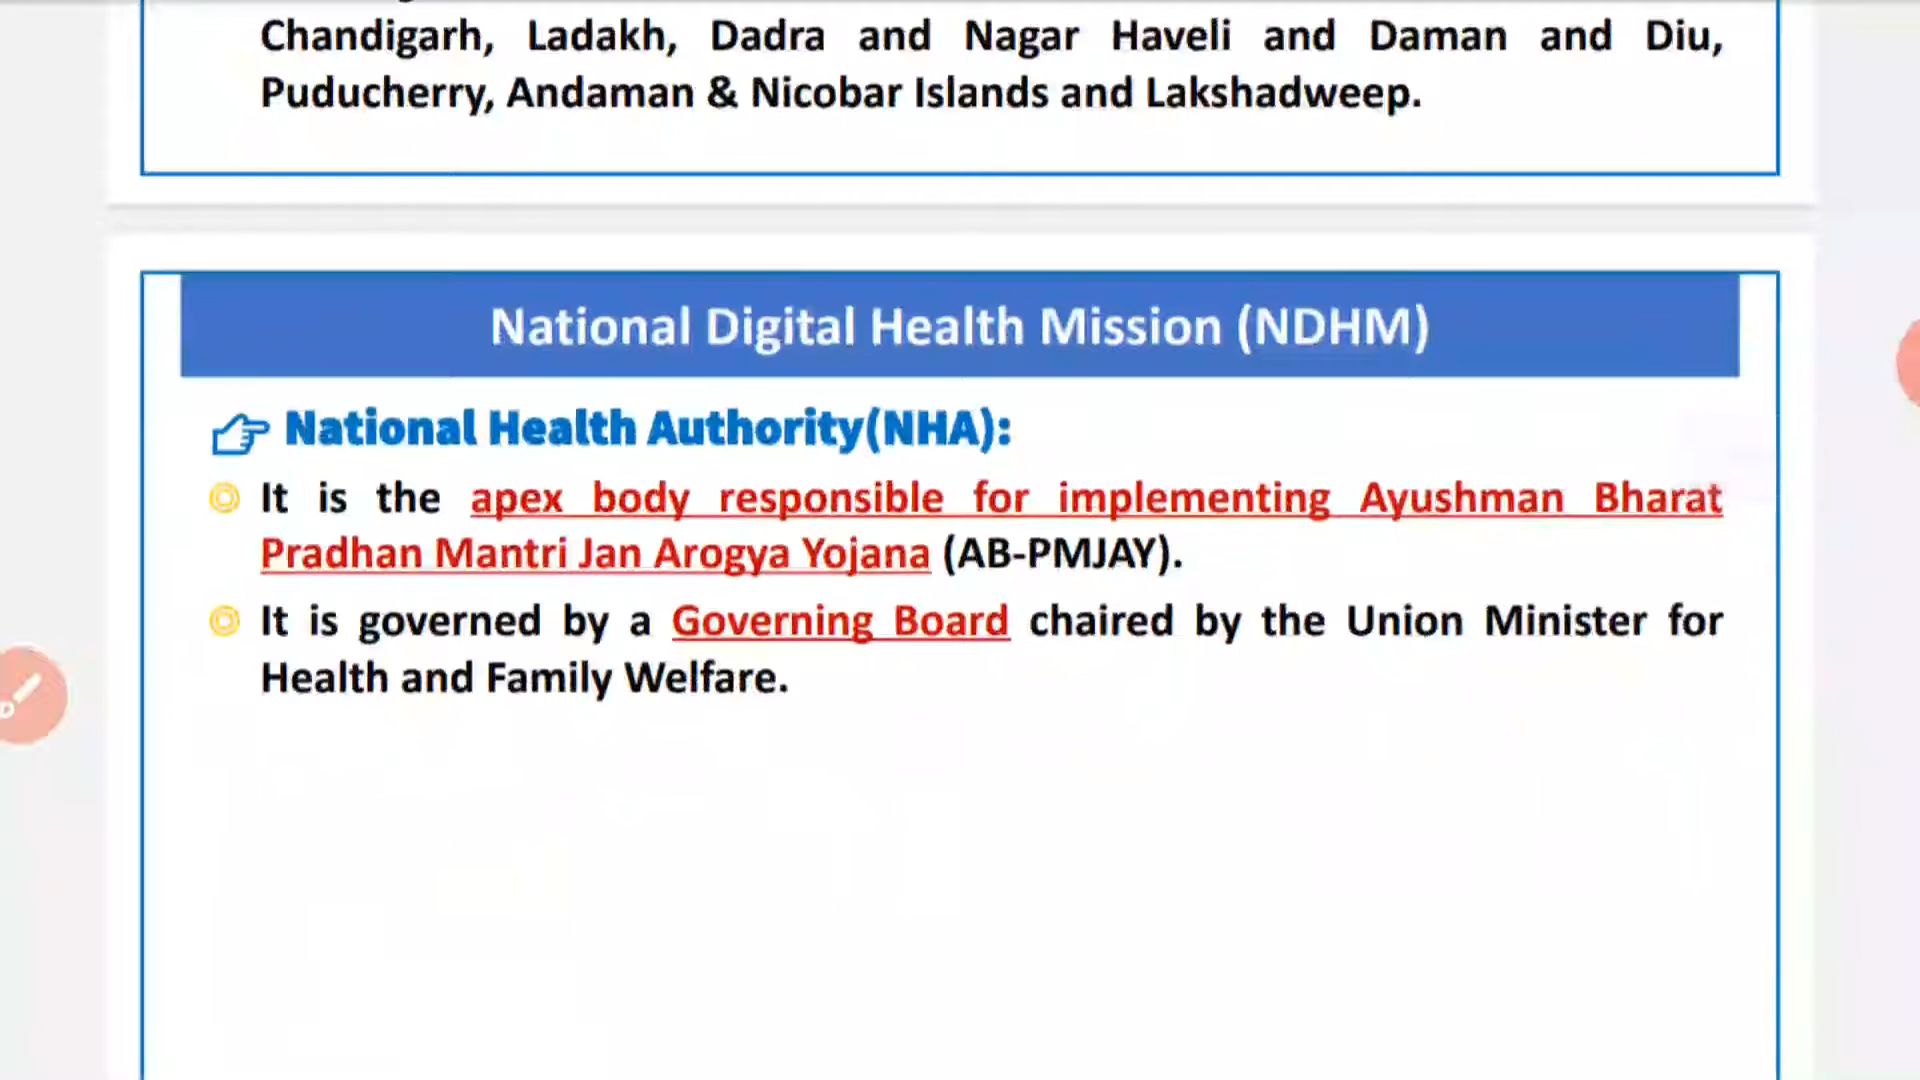 Chandigarh, Ladakh, Dadra and Nagar Haveli and Daman and Diu,
Puducherry, Andaman & Nicobar Islands and Lakshadweep.
National Digital Health Mission (NDHM)
National Health Authority(NHA):
It is the apex body responsible for implementing Ayushman Bharat
Pradhan Mantri Jan Arogya Yojana (AB-PMJAY).
It is governed by a Governing Board chaired by the Union Minister for
Health and Family Welfare.